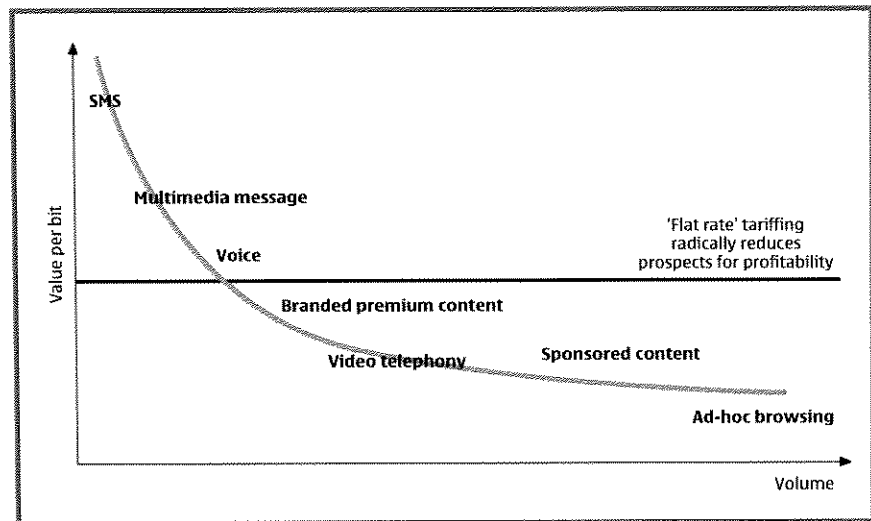 SMS
Multimedia message
Value per bit
Voice
'Flat rate' tariffing
radically reduces
prospects for profitability
Branded premium content
Video telephony
Sponsored content
Ad-hoc browsing
Volume